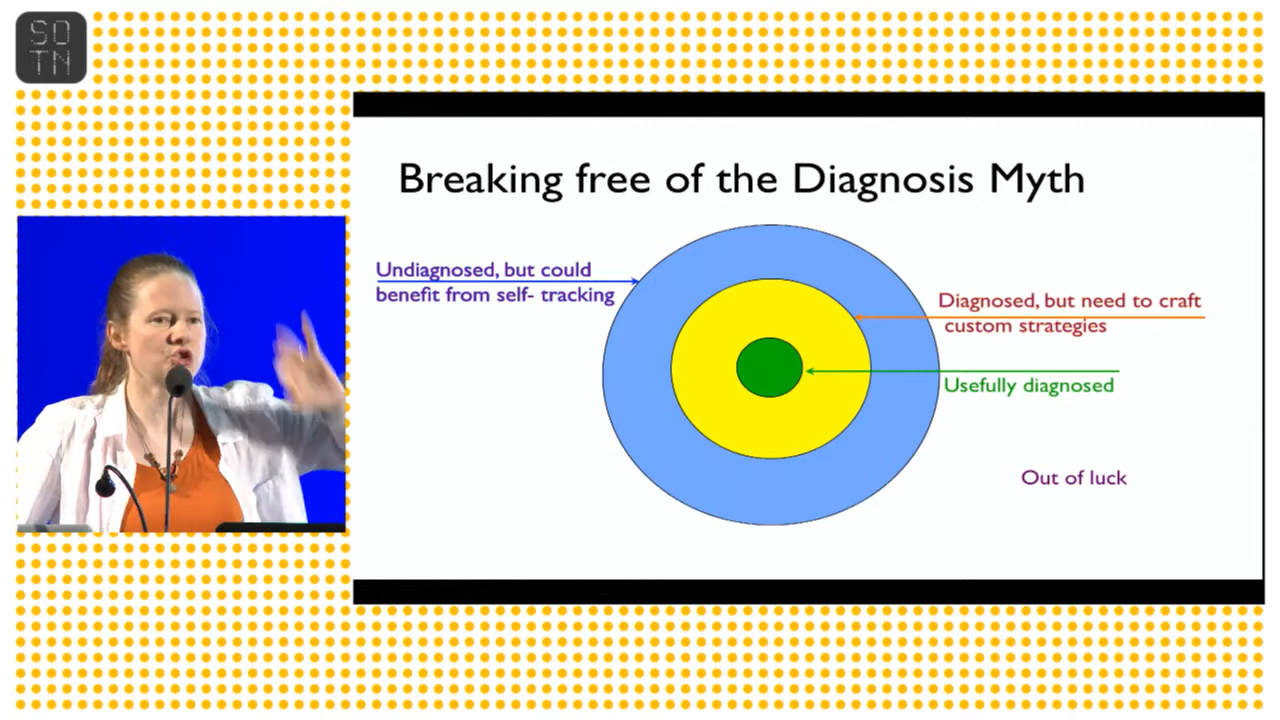 SO
TN
Breaking free of the Diagnosis Myth
Undiagnosed, but could
benefit from self- tracking
Diagnosed, but need to craft
custom strategies
Usefully diagnosed
Out of luck